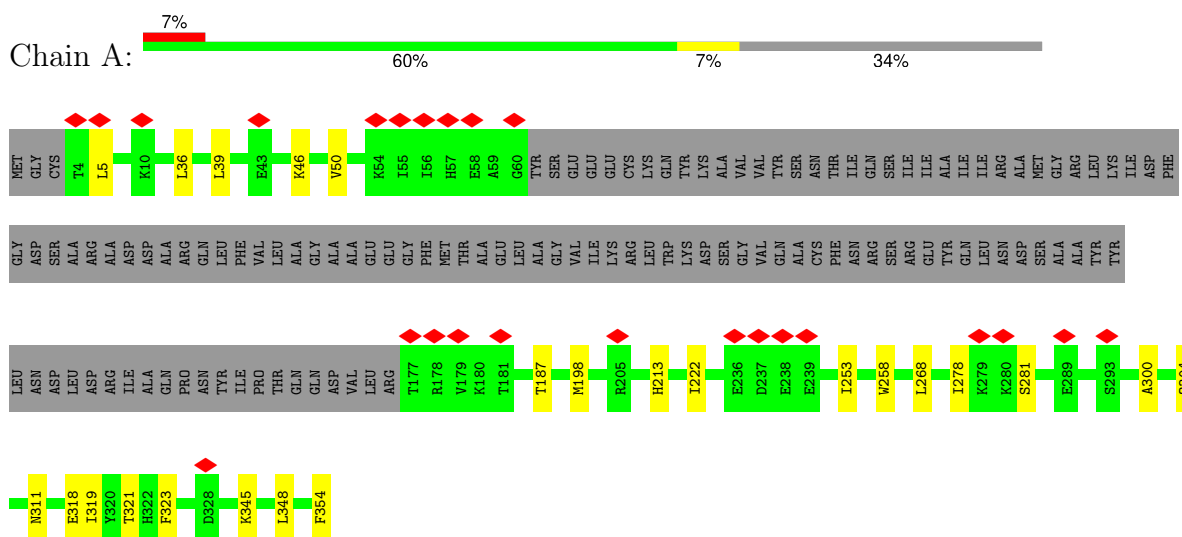 7%
Chain A:
60% 7% 34%
MET GLY CYS T4 L5 K10 L36 L39 E43 K46 V50 K54 I55 I56 H57 E58 A59 G60 TYR SER GLU GLU GLU CYS LYS GLN TYR LYS ALA VAL VAL TYR SER ASN THR ILE GLN SER ILE ILE ALA ILE ILE ARG ALA MET GLY ARG LEU LYS ILE ASP PHE
GLY ASP SER ALA ARG ALA ASP ASP ALA ARG GLN LEU PHE VAL LEU ALA GLY ALA ALA GLU GLU GLY PHE MET THR ALA GLU LEU ALA GLY VAL ILE LYS ARG LEU TRP LYS ASP SER GLY VAL GLN ALA CYS PHE ASN ARG SER ARG GLU TYR GLN LEU ASN ASP SER ALA ALA TYR TYR
LEU ASN ASP LEU ASP ARG ILE ALA GLN PRO ASN TYR ILE PRO THR GLN GLN ASP VAL LEU ARG T177 R178 V179 K180 T181 T187 M198 R205 H213 I222 E236 D237 E238 E239 I253 W258 L268 I278 K279 K280 S281 E289 S293 A300
N311 E318 I319 Y320 T321 H322 F323 D328 K345 L348 F354